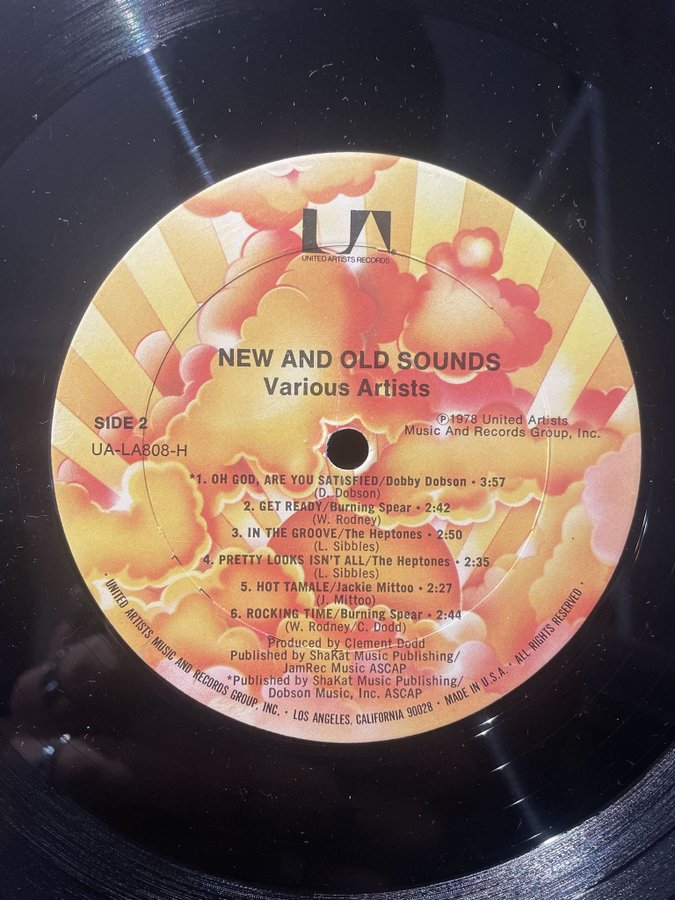 UA®
UNITED ARTISTS RECORDS
NEW AND OLD SOUNDS
Various Artists
SIDE 2
UA-LA808-H
℗1978 United Artists
Music And Records Group, Inc.
*1. OH GOD, ARE YOU SATISFIED/Dobby Dobson • 3:57
(D. Dobson)
2. GET READY/Burning Spear • 2:42
(W. Rodney)
3. IN THE GROOVE/The Heptones • 2:50
(L. Sibbles)
4. PRETTY LOOKS ISN'T ALL/The Heptones • 2:35
(L. Sibbles)
5. HOT TAMALE/Jackie Mittoo • 2:27
(J. Mittoo)
6. ROCKING TIME/Burning Spear • 2:44
(W. Rodney/C. Dodd)
Produced by Clement Dodd
Published by ShaKat Music Publishing/
JamRec Music ASCAP
*Published by ShaKat Music Publishing/
Dobson Music, Inc. ASCAP
• UNITED ARTISTS MUSIC AND RECORDS GROUP, INC. • LOS ANGELES, CALIFORNIA 90028 • MADE IN U.S.A. • ALL RIGHTS RESERVED •